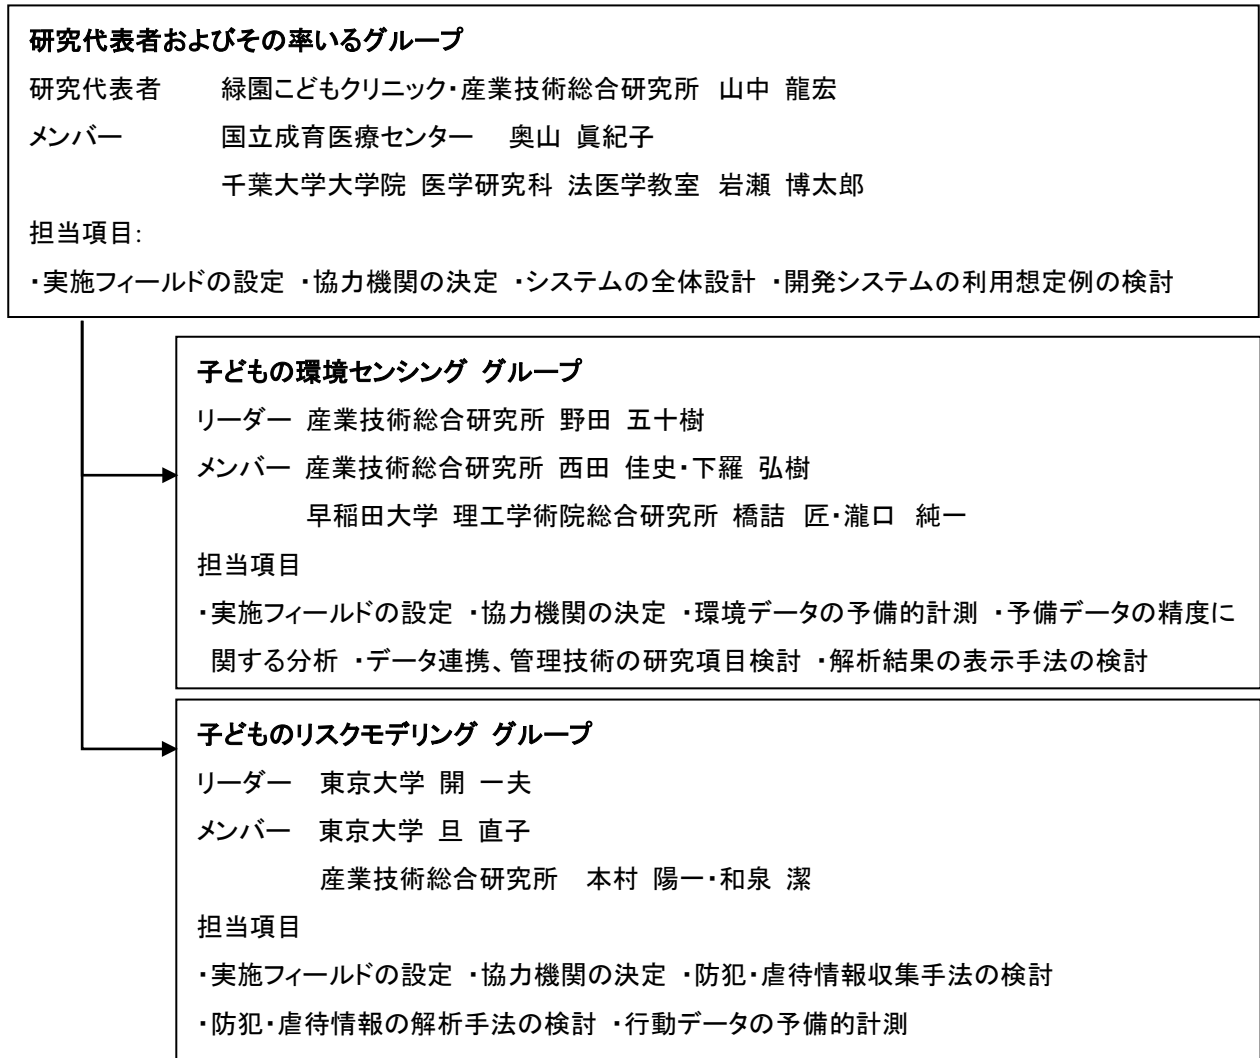 研究代表者およびその率いるグループ
研究代表者　緑園こどもクリニック・産業技術総合研究所 山中 龍宏
メンバー　国立成育医療センター　奥山 眞紀子
千葉大学大学院 医学研究科 法医学教室 岩瀬 博太郎
担当項目:
・実施フィールドの設定 ・協力機関の決定 ・システムの全体設計 ・開発システムの利用想定例の検討
子どもの環境センシング グループ
リーダー 産業技術総合研究所 野田 五十樹
メンバー 産業技術総合研究所 西田 佳史・下羅 弘樹
早稲田大学 理工学術院総合研究所 橋詰 匠・瀧口 純一
担当項目
・実施フィールドの設定 ・協力機関の決定 ・環境データの予備的計測 ・予備データの精度に
関する分析 ・データ連携、管理技術の研究項目検討 ・解析結果の表示手法の検討
子どものリスクモデリング グループ
リーダー　東京大学 開 一夫
メンバー　東京大学 旦 直子
産業技術総合研究所　本村 陽一・和泉 潔
担当項目
・実施フィールドの設定 ・協力機関の決定 ・防犯・虐待情報収集手法の検討
・防犯・虐待情報の解析手法の検討 ・行動データの予備的計測